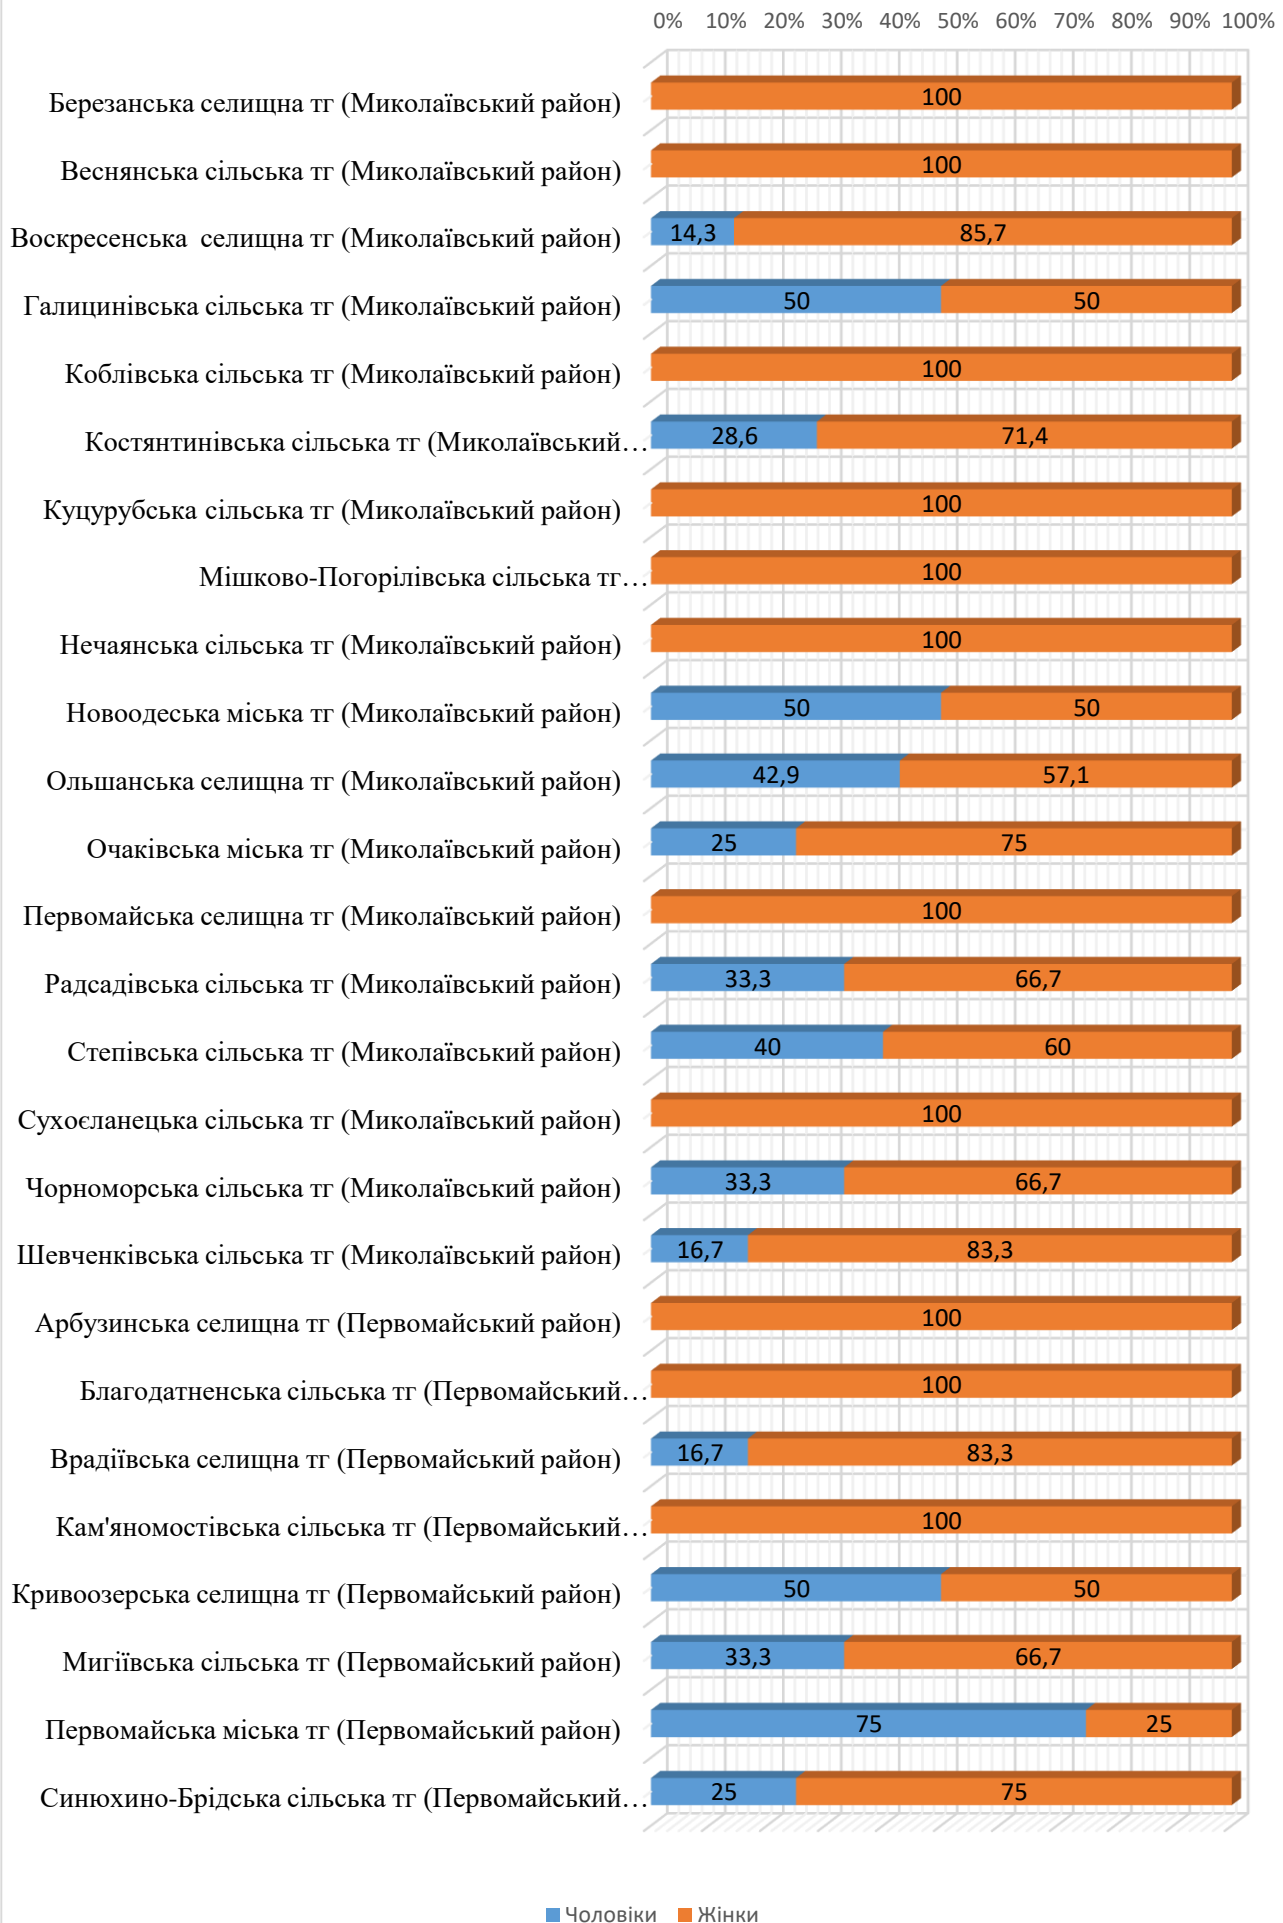 0% 10% 20% 30% 40% 50% 60% 70% 80% 90% 100%
Березанська селищна тг (Миколаївський район) 100
Веснянська сільська тг (Миколаївський район) 100
Воскресенська селищна тг (Миколаївський район) 14,3 85,7
Галицинівська сільська тг (Миколаївський район) 50 50
Коблівська сільська тг (Миколаївський район) 100
Костянтинівська сільська тг (Миколаївський… 28,6 71,4
Куцурубська сільська тг (Миколаївський район) 100
Мішково-Погорілівська сільська тг… 100
Нечаянська сільська тг (Миколаївський район) 100
Новоодеська міська тг (Миколаївський район) 50 50
Ольшанська селищна тг (Миколаївський район) 42,9 57,1
Очаківська міська тг (Миколаївський район) 25 75
Первомайська селищна тг (Миколаївський район) 100
Радсадівська сільська тг (Миколаївський район) 33,3 66,7
Степівська сільська тг (Миколаївський район) 40 60
Сухоєланецька сільська тг (Миколаївський район) 100
Чорноморська сільська тг (Миколаївський район) 33,3 66,7
Шевченківська сільська тг (Миколаївський район) 16,7 83,3
Арбузинська селищна тг (Первомайський район) 100
Благодатненська сільська тг (Первомайський… 100
Врадіївська селищна тг (Первомайський район) 16,7 83,3
Кам'яномостівська сільська тг (Первомайський… 100
Кривоозерська селищна тг (Первомайський район) 50 50
Мигіївська сільська тг (Первомайський район) 33,3 66,7
Первомайська міська тг (Первомайський район) 75 25
Синюхино-Брідська сільська тг (Первомайський… 25 75
Чоловіки Жінки